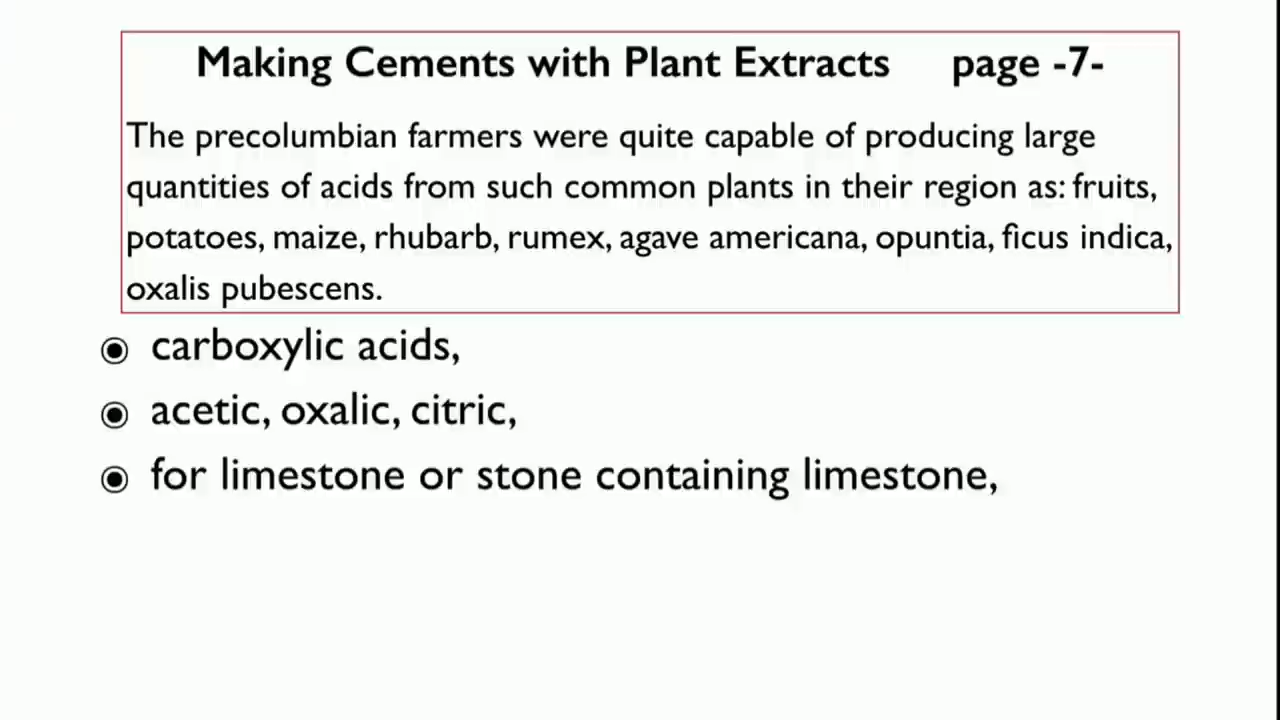 Making Cements with Plant Extracts page -7-
The precolumbian farmers were quite capable of producing large
quantities of acids from such common plants in their region as: fruits,
potatoes, maize, rhubarb, rumex, agave americana, opuntia, ficus indica,
oxalis pubescens.
carboxylic acids,
acetic, oxalic, citric,
for limestone or stone containing limestone,